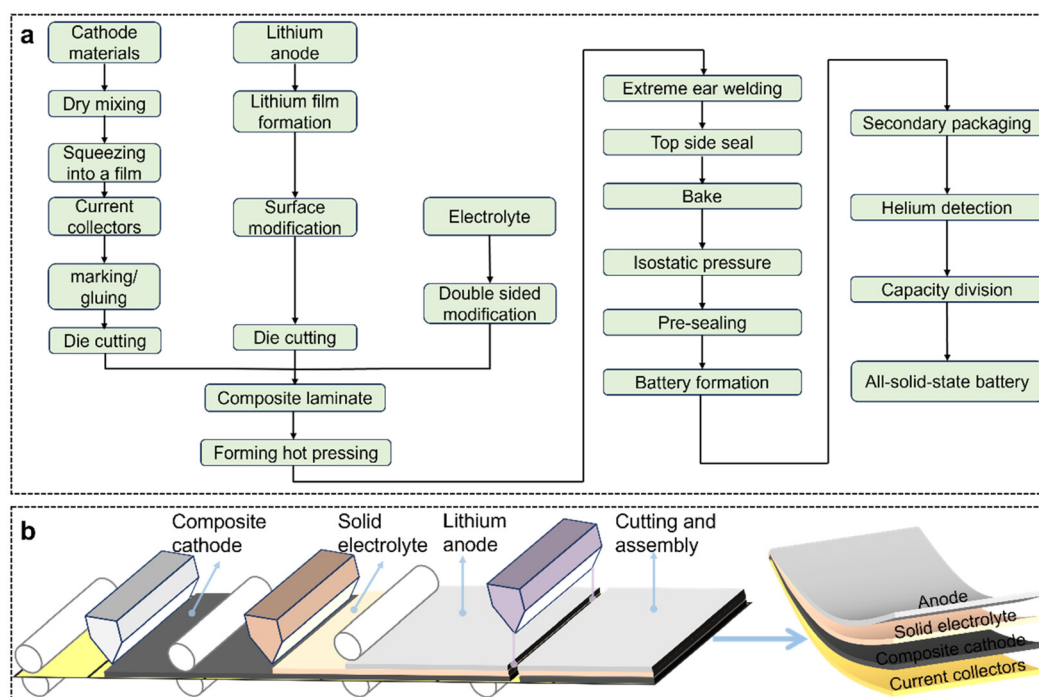 a
Cathode
materials
Dry mixing
Squeezing
into a film
Current
collectors
marking/
gluing
Die cutting
Lithium
anode
Lithium film
formation
Surface
modification
Die cutting
Electrolyte
Double sided
modification
Composite laminate
Forming hot pressing
Extreme ear welding
Top side seal
Bake
Isostatic pressure
Pre-sealing
Battery formation
Secondary packaging
Helium detection
Capacity division
All-solid-state battery
b
Composite
cathode
Solid
electrolyte
Lithium
anode
Cutting and
assembly
Anode
Solid electrolyte
Composite cathode
Current collectors